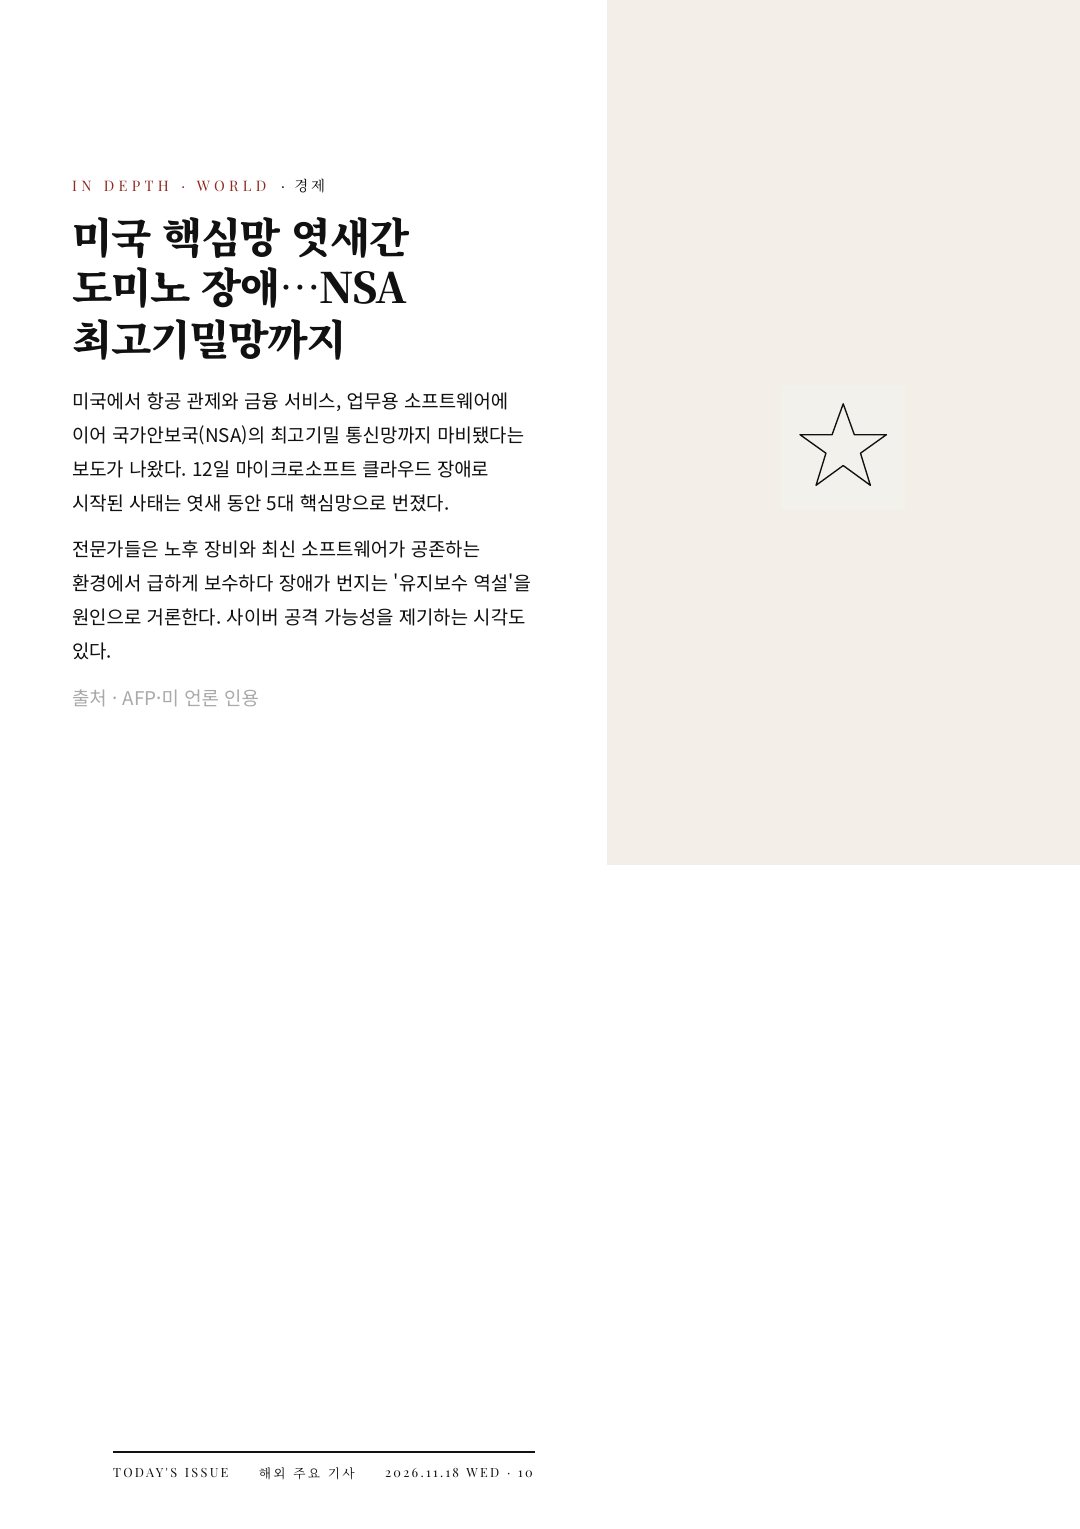 IN DEPTH · WORLD · 경제
미국 핵심망 엿새간
도미노 장애…NSA
최고기밀망까지
미국에서 항공 관제와 금융 서비스, 업무용 소프트웨어에
이어 국가안보국(NSA)의 최고기밀 통신망까지 마비됐다는
보도가 나왔다. 12일 마이크로소프트 클라우드 장애로
시작된 사태는 엿새 동안 5대 핵심망으로 번졌다.
전문가들은 노후 장비와 최신 소프트웨어가 공존하는
환경에서 급하게 보수하다 장애가 번지는 '유지보수 역설'을
원인으로 거론한다. 사이버 공격 가능성을 제기하는 시각도
있다.
출처 · AFP·미 언론 인용
TODAY'S ISSUE 해외 주요 기사 2026.11.18 WED · 10